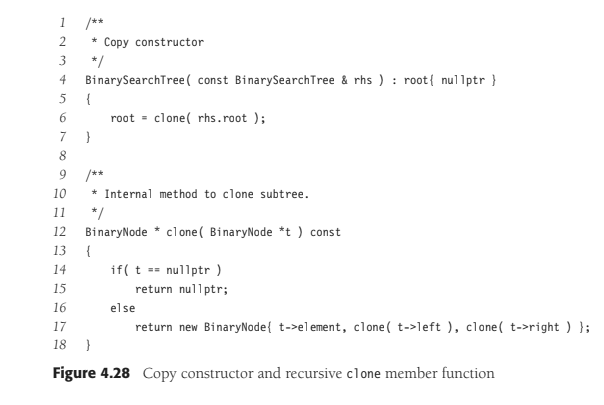 1 /**
2 * Copy constructor
3 */
4 BinarySearchTree( const BinarySearchTree & rhs ) : root{ nullptr }
5 {
6 root = clone( rhs.root );
7 }
8
9 /**
10 * Internal method to clone subtree.
11 */
12 BinaryNode * clone( BinaryNode *t ) const
13 {
14 if( t == nullptr )
15 return nullptr;
16 else
17 return new BinaryNode{ t->element, clone( t->left ), clone( t->right ) };
18 }
Figure 4.28 Copy constructor and recursive clone member function